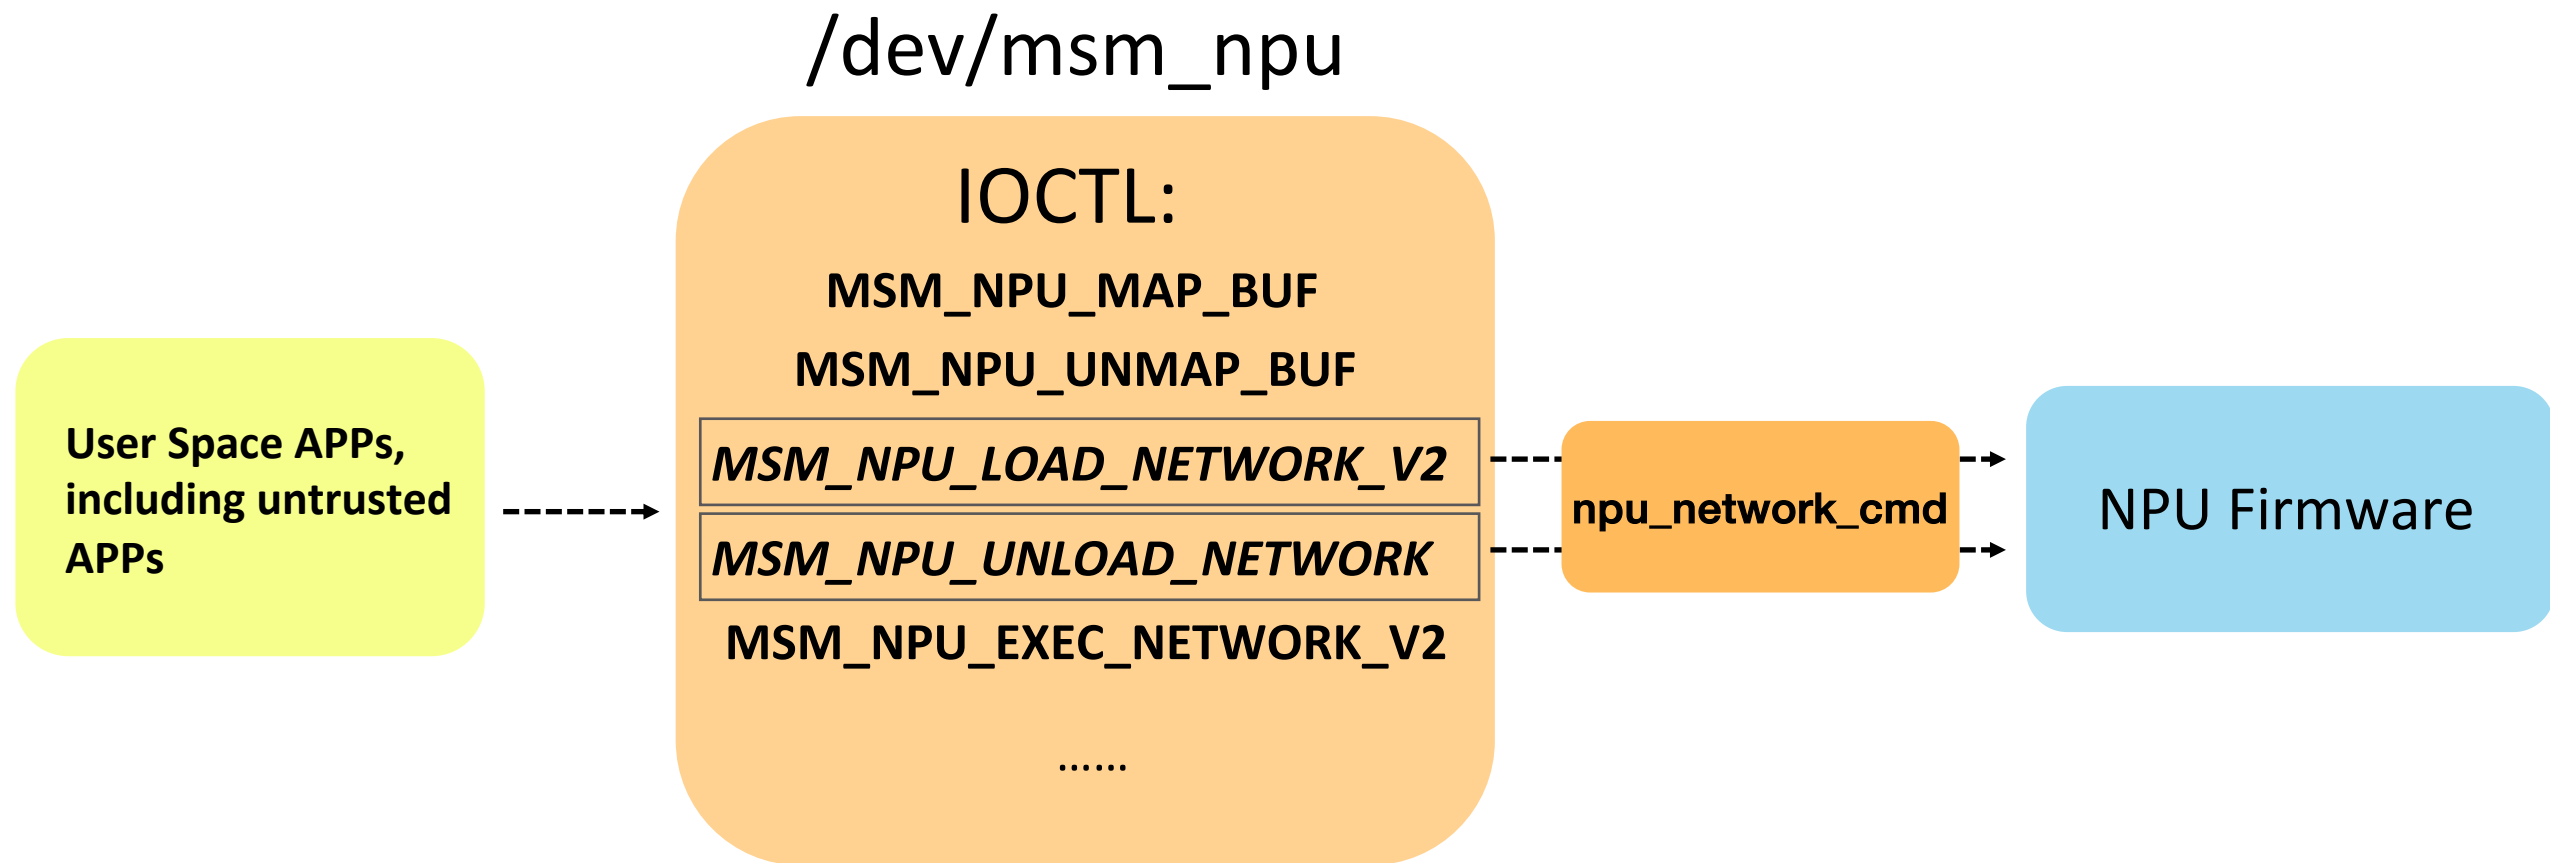 /dev/msm_npu
IOCTL:
MSM_NPU_MAP_BUF
MSM_NPU_UNMAP_BUF
MSM_NPU_LOAD_NETWORK_V2
MSM_NPU_UNLOAD_NETWORK
MSM_NPU_EXEC_NETWORK_V2
......
User Space APPs,
including untrusted
APPs
npu_network_cmd
NPU Firmware